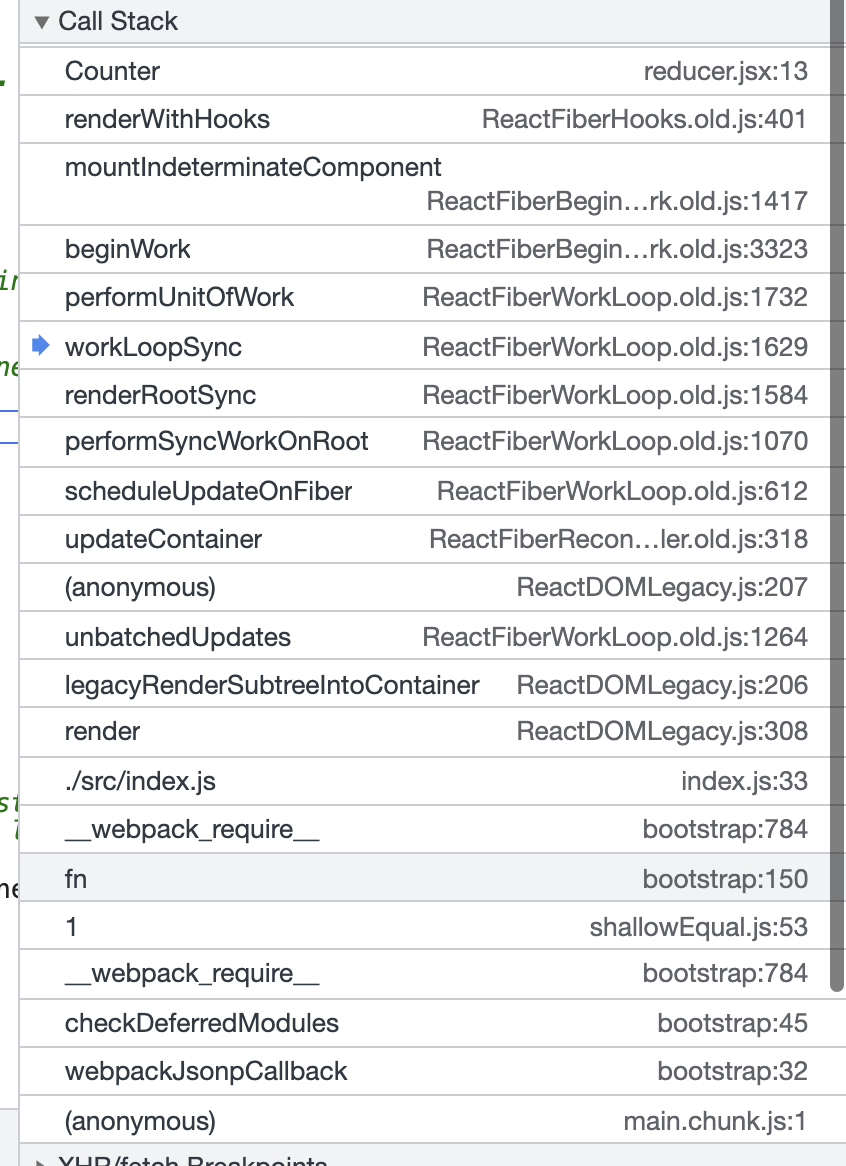 Call Stack
Counter reducer.jsx:13
renderWithHooks ReactFiberHooks.old.js:401
mountIndeterminateComponent
ReactFiberBegin…rk.old.js:1417
beginWork ReactFiberBegin…rk.old.js:3323
performUnitOfWork ReactFiberWorkLoop.old.js:1732
workLoopSync ReactFiberWorkLoop.old.js:1629
renderRootSync ReactFiberWorkLoop.old.js:1584
performSyncWorkOnRoot ReactFiberWorkLoop.old.js:1070
scheduleUpdateOnFiber ReactFiberWorkLoop.old.js:612
updateContainer ReactFiberRecon…ler.old.js:318
(anonymous) ReactDOMLegacy.js:207
unbatchedUpdates ReactFiberWorkLoop.old.js:1264
legacyRenderSubtreeIntoContainer ReactDOMLegacy.js:206
render ReactDOMLegacy.js:308
./src/index.js index.js:33
__webpack_require__ bootstrap:784
fn bootstrap:150
1 shallowEqual.js:53
__webpack_require__ bootstrap:784
checkDeferredModules bootstrap:45
webpackJsonpCallback bootstrap:32
(anonymous) main.chunk.js:1
XHR/fetch Breakpoints